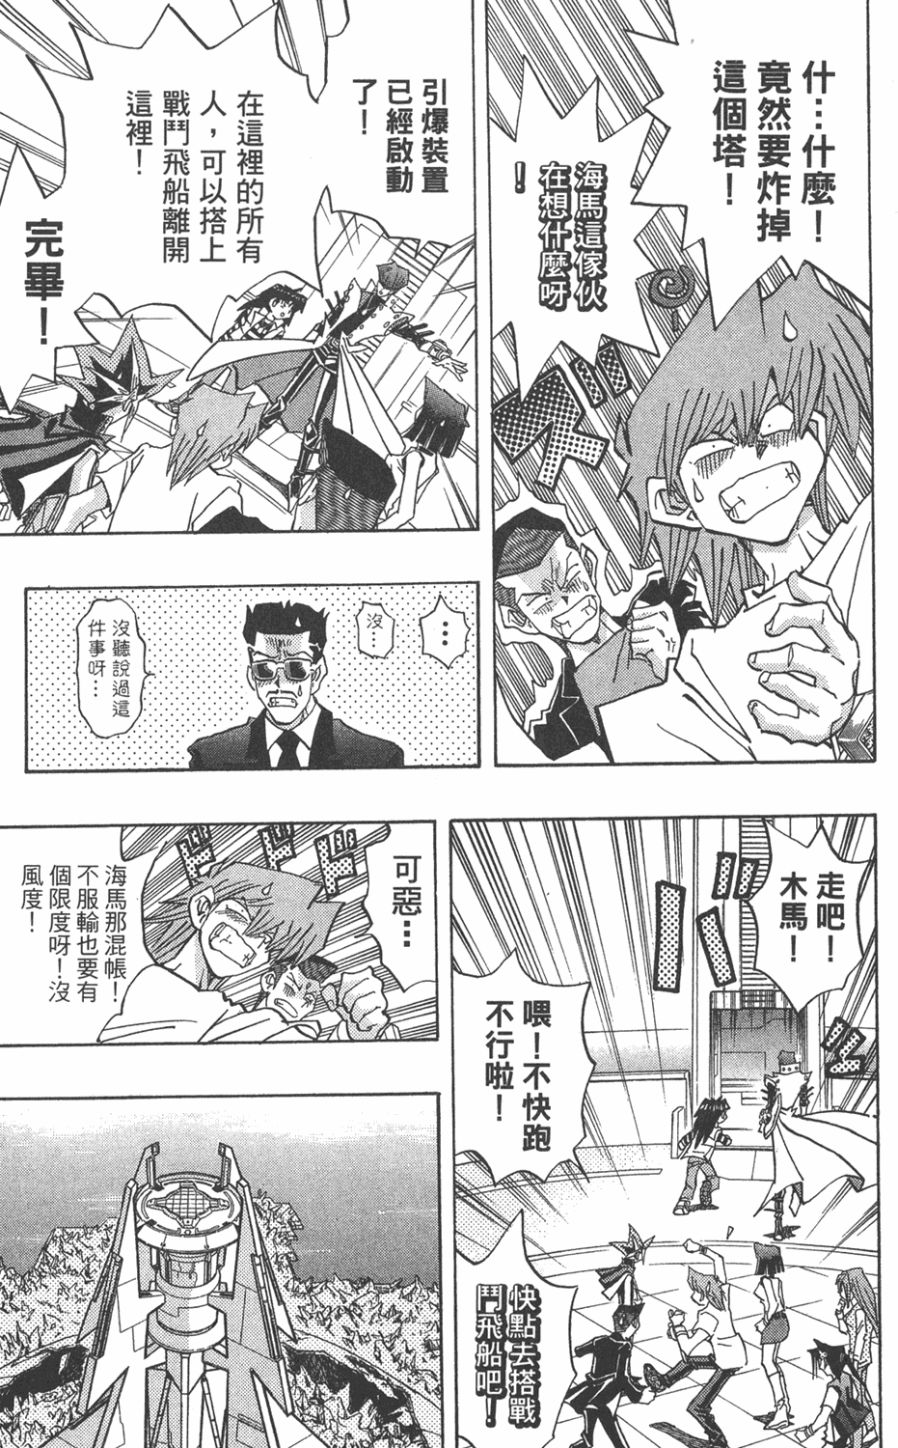 什…什麼！
竟然要炸掉
這個塔！
海馬這傢伙
在想什麼呀
！
引爆裝置
已經啟動
了！
在這裡的所有
人，可以搭上
戰鬥飛船離開
這裡！
完畢！
…
沒…
沒聽說過這
件事呀…
走吧！
木馬！
喂！不快跑
不行啦！
快點去搭戰
鬥飛船吧！
可惡…
海馬那混帳！
不服輸也要有
個限度呀！沒
風度！